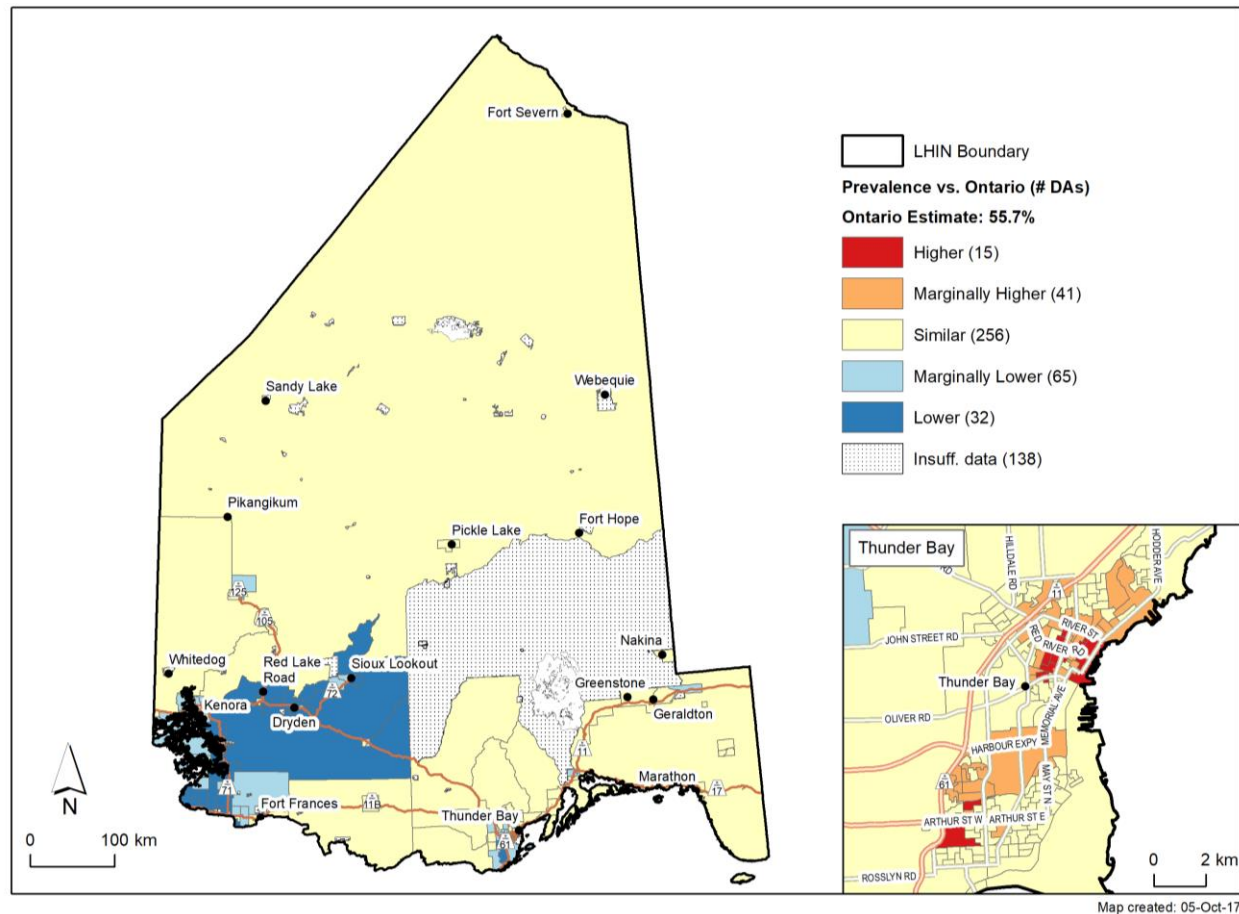 Fort Severn
Sandy Lake
Webequie
Pikangikum
Pickle Lake
Fort Hope
125
105
Whitedog
Red Lake
Road
Sioux Lookout
72
Nakina
Greenstone
Kenora
Dryden
Geraldton
11
71
Fort Frances
11B
Marathon
17
Thunder Bay
61
N
0 100 km
LHIN Boundary
Prevalence vs. Ontario (# DAs)
Ontario Estimate: 55.7%
Higher (15)
Marginally Higher (41)
Similar (256)
Marginally Lower (65)
Lower (32)
Insuff. data (138)
Thunder Bay
HILLDALE RD
RD
HODDER AVE
11
RIVER ST
JOHN STREET RD
RED RIVER RD
Thunder Bay
MEMORIAL AVE
OLIVER RD
HARBOUR EXPY
MAY ST N
61
ARTHUR ST W
ARTHUR ST E
ROSSLYN RD
0 2 km
Map created: 05-Oct-17